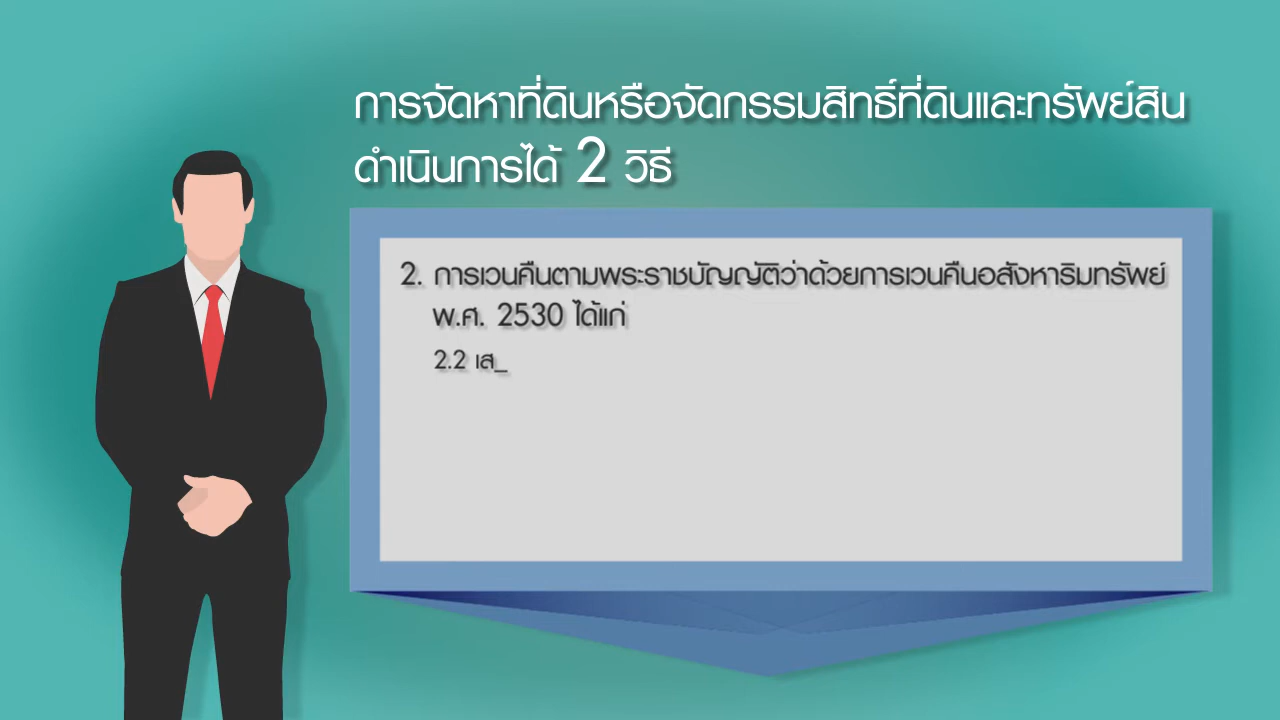 การจัดหาที่ดินหรือจัดกรรมสิทธิ์ที่ดินและทรัพย์สิน
ดำเนินการได้ 2 วิธี
2. การเวนคืนตามพระราชบัญญัติว่าด้วยการเวนคืนอสังหาริมทรัพย์
พ.ศ. 2530 ได้แก่
2.2 เส_